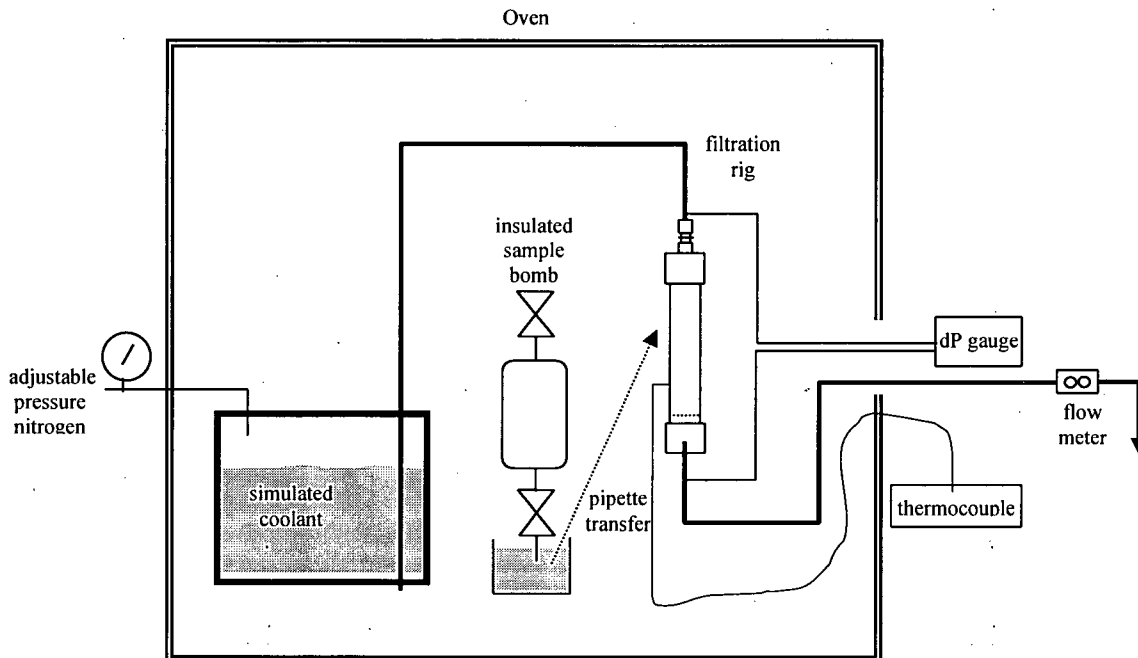 Oven
filtration
rig
insulated
sample
bomb
dP gauge
adjustable
pressure
nitrogen
flow
meter
simulated
coolant
pipette
transfer
thermocouple